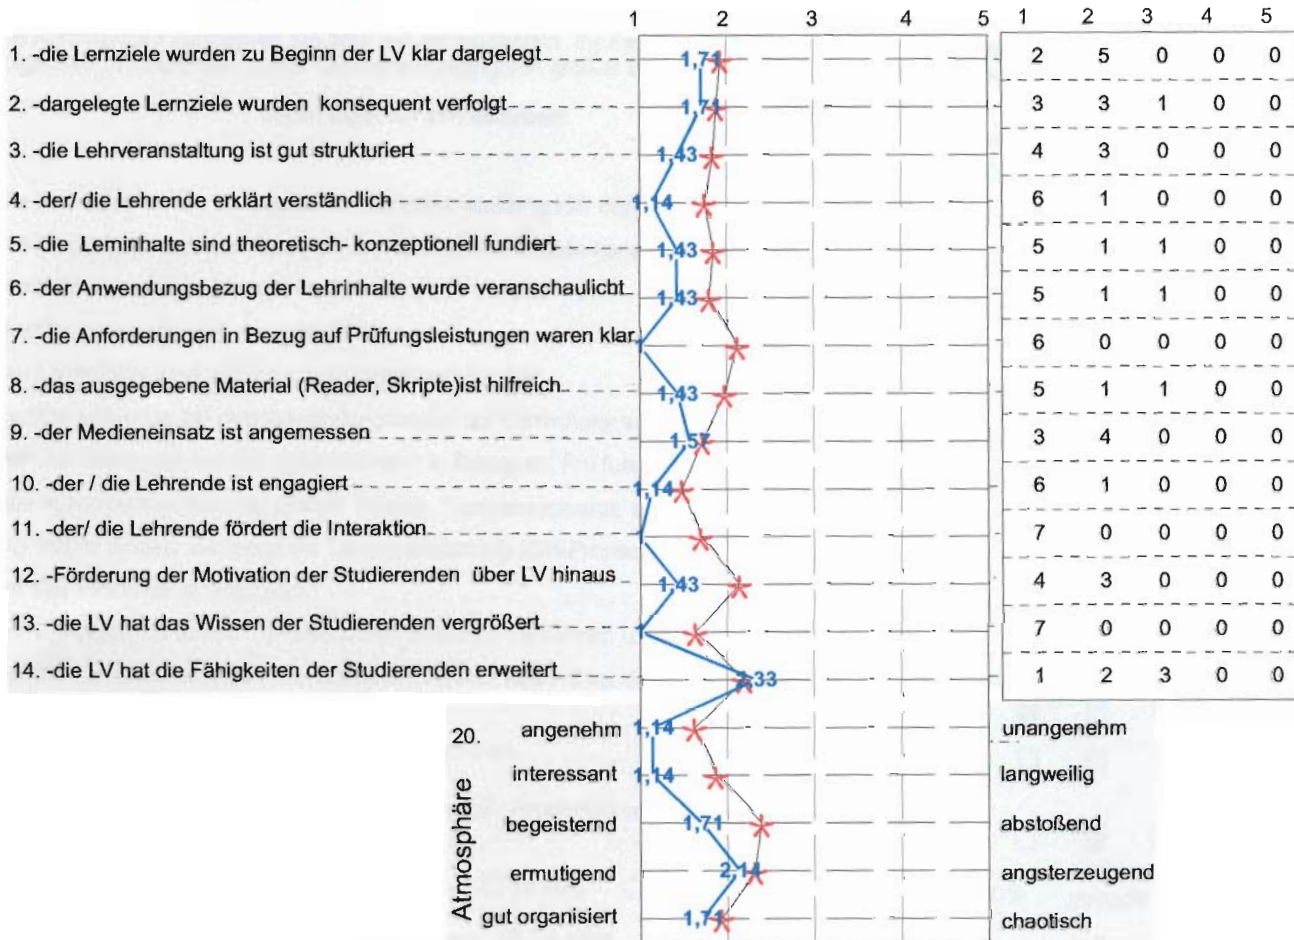 1 2 3 4 5 1 2 3 4 5
1. -die Lernziele wurden zu Beginn der LV klar dargelegt 1,71 2 5 0 0 0
2. -dargelegte Lernziele wurden konsequent verfolgt 1,71 3 3 1 0 0
3. -die Lehrveranstaltung ist gut strukturiert 1,43 4 3 0 0 0
4. -der/ die Lehrende erklärt verständlich 1,14 6 1 0 0 0
5. -die Lerninhalte sind theoretisch- konzeptionell fundiert 1,43 5 1 1 0 0
6. -der Anwendungsbezug der Lehrinhalte wurde veranschaulicht 1,43 5 1 1 0 0
7. -die Anforderungen in Bezug auf Prüfungsleistungen waren klar 1 6 0 0 0 0
8. -das ausgegebene Material (Reader, Skripte)ist hilfreich 1,43 5 1 1 0 0
9. -der Medieneinsatz ist angemessen 1,57 3 4 0 0 0
10. -der / die Lehrende ist engagiert 1,14 6 1 0 0 0
11. -der/ die Lehrende fördert die Interaktion 1 7 0 0 0 0
12. -Förderung der Motivation der Studierenden über LV hinaus 1,43 4 3 0 0 0
13. -die LV hat das Wissen der Studierenden vergrößert 1 7 0 0 0 0
14. -die LV hat die Fähigkeiten der Studierenden erweitert 2,33 1 2 3 0 0
20. angenehm 1,14 unangenehm
Atmosphäre
interessant 1,14 langweilig
begeisternd 1,71 abstoßend
ermutigend 2,14 angsterzeugend
gut organisiert 1,71 chaotisch